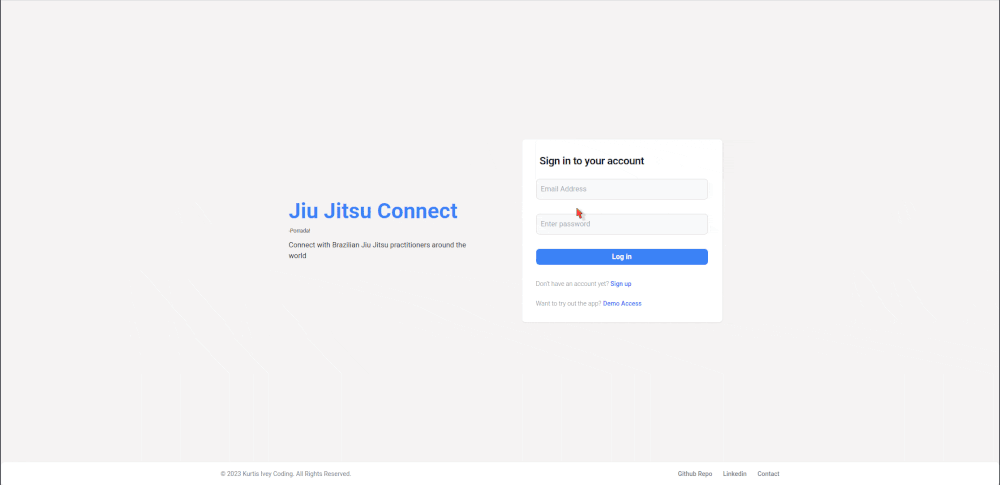 Jiu Jitsu Connect
-Porrada!
Connect with Brazilian Jiu Jitsu practitioners around the
world
Sign in to your account
Email Address
Enter password
Log in
Don't have an account yet? Sign up
Want to try out the app? Demo Access
© 2023 Kurtis Ivey Coding. All Rights Reserved.
Github Repo Linkedin Contact